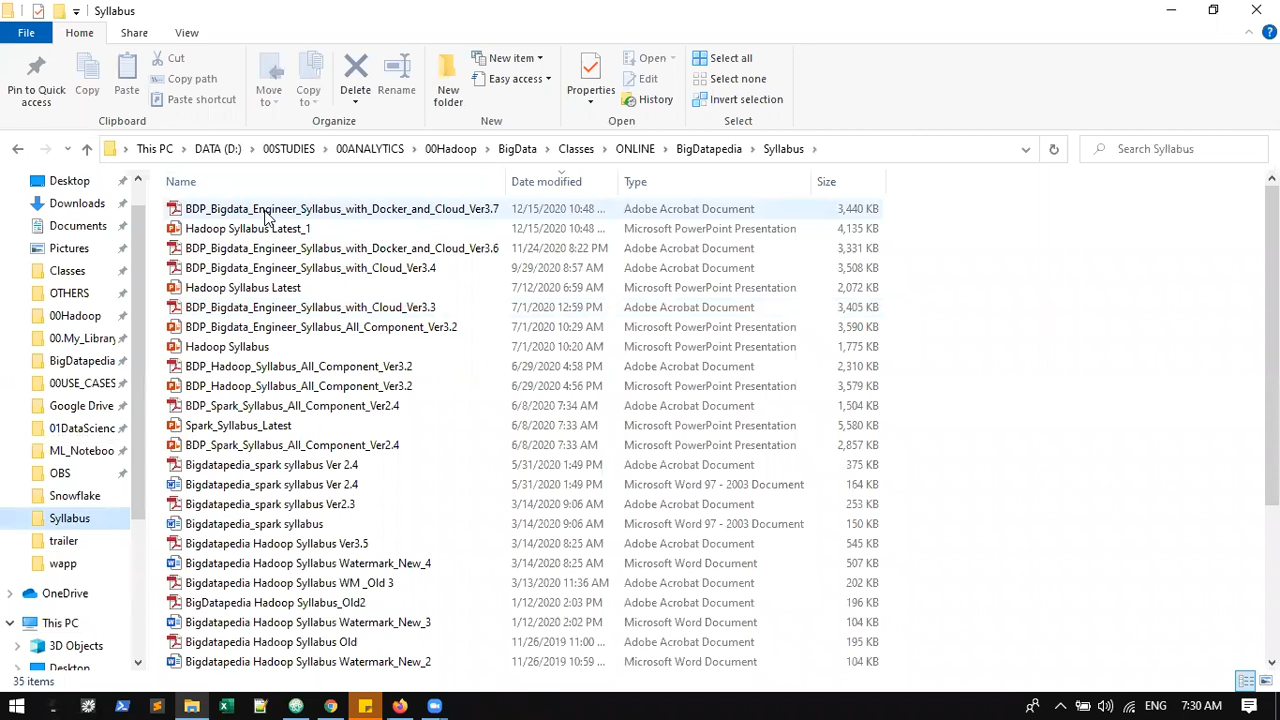 Syllabus
File Home Share View
Pin to Quick access
Copy
Paste
Cut
Copy path
Paste shortcut
Clipboard
Move to
Copy to
Delete
Rename
Organize
New folder
New item
Easy access
New
Properties
Open
Edit
History
Open
Select all
Select none
Invert selection
Select
This PC DATA (D:) 00STUDIES 00ANALYTICS 00Hadoop BigData Classes ONLINE BigDatapedia Syllabus
Search Syllabus
Desktop
Downloads
Documents
Pictures
Classes
OTHERS
00Hadoop
00.My_Library
BigDatapedia
00USE_CASES
Google Drive
01DataScienc
ML_Noteboo
OBS
Snowflake
Syllabus
trailer
wapp
OneDrive
This PC
3D Objects
Desktop
Name Date modified Type Size
BDP_Bigdata_Engineer_Syllabus_with_Docker_and_Cloud_Ver3.7 12/15/2020 10:48 ... Adobe Acrobat Document 3,440 KB
Hadoop Syllabus Latest_1 12/15/2020 10:48 ... Microsoft PowerPoint Presentation 4,135 KB
BDP_Bigdata_Engineer_Syllabus_with_Docker_and_Cloud_Ver3.6 11/24/2020 8:22 PM Adobe Acrobat Document 3,331 KB
BDP_Bigdata_Engineer_Syllabus_with_Cloud_Ver3.4 9/29/2020 8:57 AM Adobe Acrobat Document 3,508 KB
Hadoop Syllabus Latest 7/12/2020 6:59 AM Microsoft PowerPoint Presentation 2,072 KB
BDP_Bigdata_Engineer_Syllabus_with_Cloud_Ver3.3 7/1/2020 12:59 PM Adobe Acrobat Document 3,405 KB
BDP_Bigdata_Engineer_Syllabus_All_Component_Ver3.2 7/1/2020 10:29 AM Microsoft PowerPoint Presentation 3,590 KB
Hadoop Syllabus 7/1/2020 10:20 AM Microsoft PowerPoint Presentation 1,775 KB
BDP_Hadoop_Syllabus_All_Component_Ver3.2 6/29/2020 4:58 PM Adobe Acrobat Document 2,310 KB
BDP_Hadoop_Syllabus_All_Component_Ver3.2 6/29/2020 4:56 PM Microsoft PowerPoint Presentation 3,579 KB
BDP_Spark_Syllabus_All_Component_Ver2.4 6/8/2020 7:34 AM Adobe Acrobat Document 1,504 KB
Spark_Syllabus_Latest 6/8/2020 7:33 AM Microsoft PowerPoint Presentation 5,580 KB
BDP_Spark_Syllabus_All_Component_Ver2.4 6/8/2020 7:33 AM Microsoft PowerPoint Presentation 2,857 KB
Bigdatapedia_spark syllabus Ver 2.4 5/31/2020 1:49 PM Adobe Acrobat Document 375 KB
Bigdatapedia_spark syllabus Ver 2.4 5/31/2020 1:49 PM Microsoft Word 97 - 2003 Document 164 KB
Bigdatapedia_spark syllabus Ver2.3 3/14/2020 9:06 AM Adobe Acrobat Document 253 KB
Bigdatapedia_spark syllabus 3/14/2020 9:06 AM Microsoft Word 97 - 2003 Document 150 KB
Bigdatapedia Hadoop Syllabus Ver3.5 3/14/2020 8:25 AM Adobe Acrobat Document 545 KB
Bigdatapedia Hadoop Syllabus Watermark_New_4 3/14/2020 8:25 AM Microsoft Word Document 507 KB
Bigdatapedia Hadoop Syllabus WM _Old 3 3/13/2020 11:36 AM Adobe Acrobat Document 202 KB
BigDatapedia Hadoop Syllabus_Old2 1/12/2020 2:03 PM Adobe Acrobat Document 196 KB
Bigdatapedia Hadoop Syllabus Watermark_New_3 1/12/2020 2:02 PM Microsoft Word Document 104 KB
Bigdatapedia Hadoop Syllabus Old 11/26/2019 11:00 ... Adobe Acrobat Document 195 KB
Bigdatapedia Hadoop Syllabus Watermark_New_2 11/26/2019 10:59 ... Microsoft Word Document 104 KB
35 items
7:30 AM